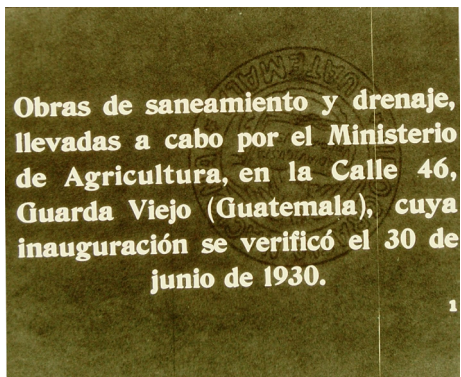 Obras de saneamiento y drenaje,
llevadas a cabo por el Ministerio
de Agricultura, en la Calle 46,
Guarda Viejo (Guatemala), cuya
inauguración se verificó el 30 de
junio de 1930.
1